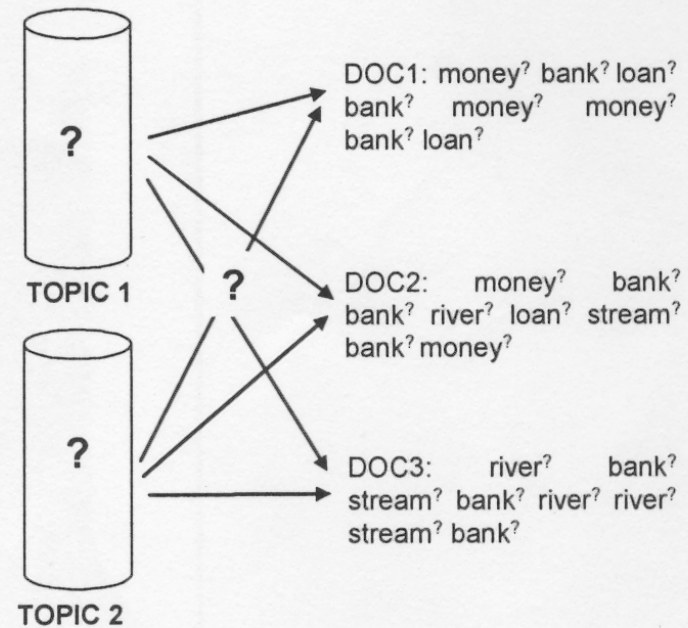 ?
TOPIC 1
?
TOPIC 2
?
DOC1: money? bank? loan?
bank? money? money?
bank? loan?
DOC2: money? bank?
bank? river? loan? stream?
bank? money?
DOC3: river? bank?
stream? bank? river? river?
stream? bank?